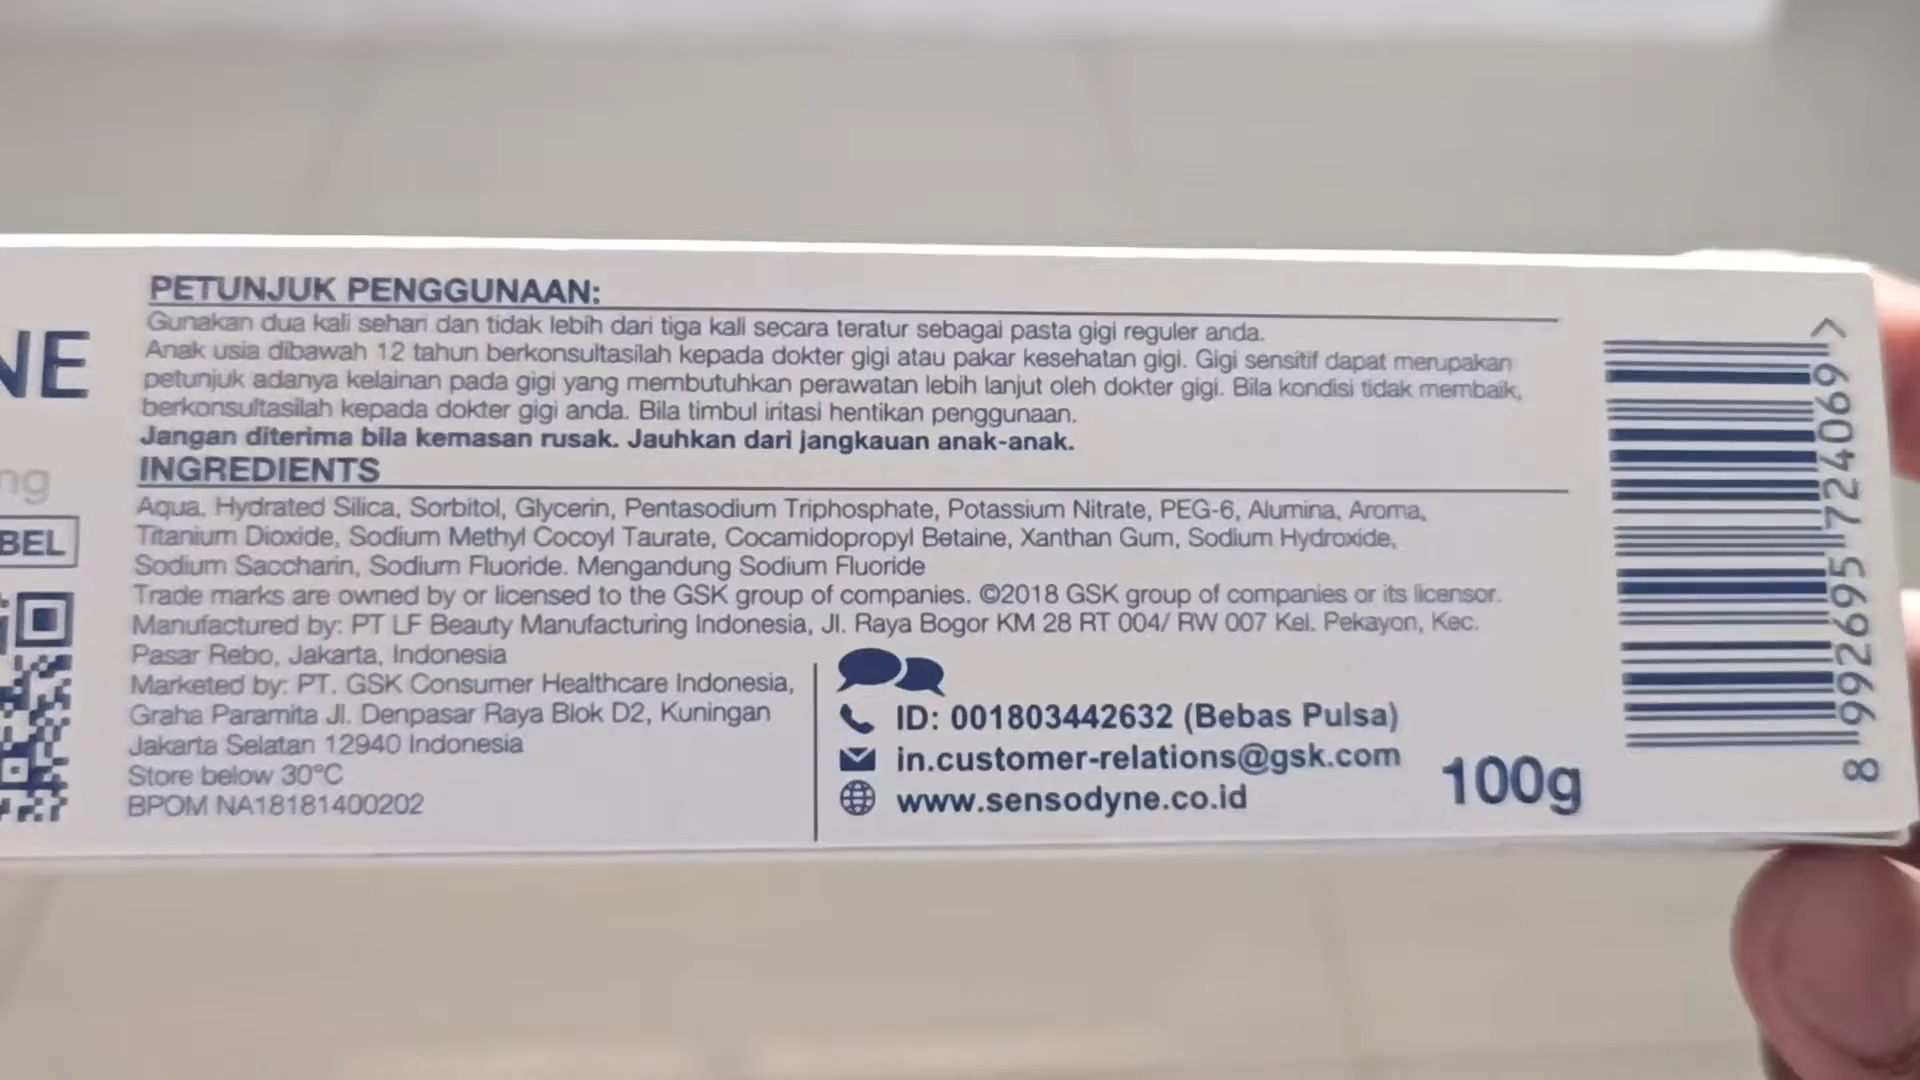 NE
ng
BEL
PETUNJUK PENGGUNAAN:
Gunakan dua kali sehari dan tidak lebih dari tiga kali secara teratur sebagai pasta gigi reguler anda.
Anak usia dibawah 12 tahun berkonsultasilah kepada dokter gigi atau pakar kesehatan gigi. Gigi sensitif dapat merupakan
petunjuk adanya kelainan pada gigi yang membutuhkan perawatan lebih lanjut oleh dokter gigi. Bila kondisi tidak membaik,
berkonsultasilah kepada dokter gigi anda. Bila timbul iritasi hentikan penggunaan.
Jangan diterima bila kemasan rusak. Jauhkan dari jangkauan anak-anak.
INGREDIENTS
Aqua, Hydrated Silica, Sorbitol, Glycerin, Pentasodium Triphosphate, Potassium Nitrate, PEG-6, Alumina, Aroma,
Titanium Dioxide, Sodium Methyl Cocoyl Taurate, Cocamidopropyl Betaine, Xanthan Gum, Sodium Hydroxide,
Sodium Saccharin, Sodium Fluoride. Mengandung Sodium Fluoride
Trade marks are owned by or licensed to the GSK group of companies. ©2018 GSK group of companies or its licensor.
Manufactured by: PT LF Beauty Manufacturing Indonesia, Jl. Raya Bogor KM 28 RT 004/ RW 007 Kel. Pekayon, Kec.
Pasar Rebo, Jakarta, Indonesia
Marketed by: PT. GSK Consumer Healthcare Indonesia,
Graha Paramita Jl. Denpasar Raya Blok D2, Kuningan
Jakarta Selatan 12940 Indonesia
Store below 30°C
BPOM NA18181400202
ID: 001803442632 (Bebas Pulsa)
in.customer-relations@gsk.com
www.sensodyne.co.id
100g
8 992695 724069 >